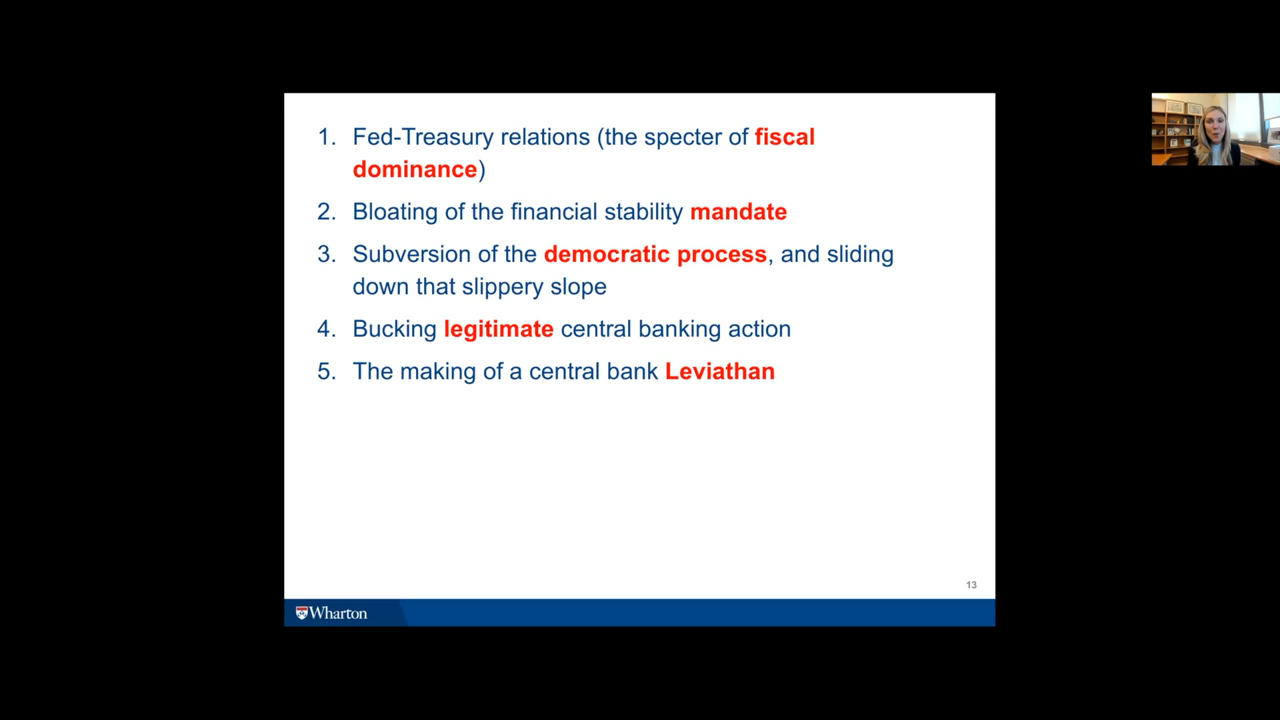 1. Fed-Treasury relations (the specter of fiscal
dominance)
2. Bloating of the financial stability mandate
3. Subversion of the democratic process, and sliding
down that slippery slope
4. Bucking legitimate central banking action
5. The making of a central bank Leviathan
13
Wharton